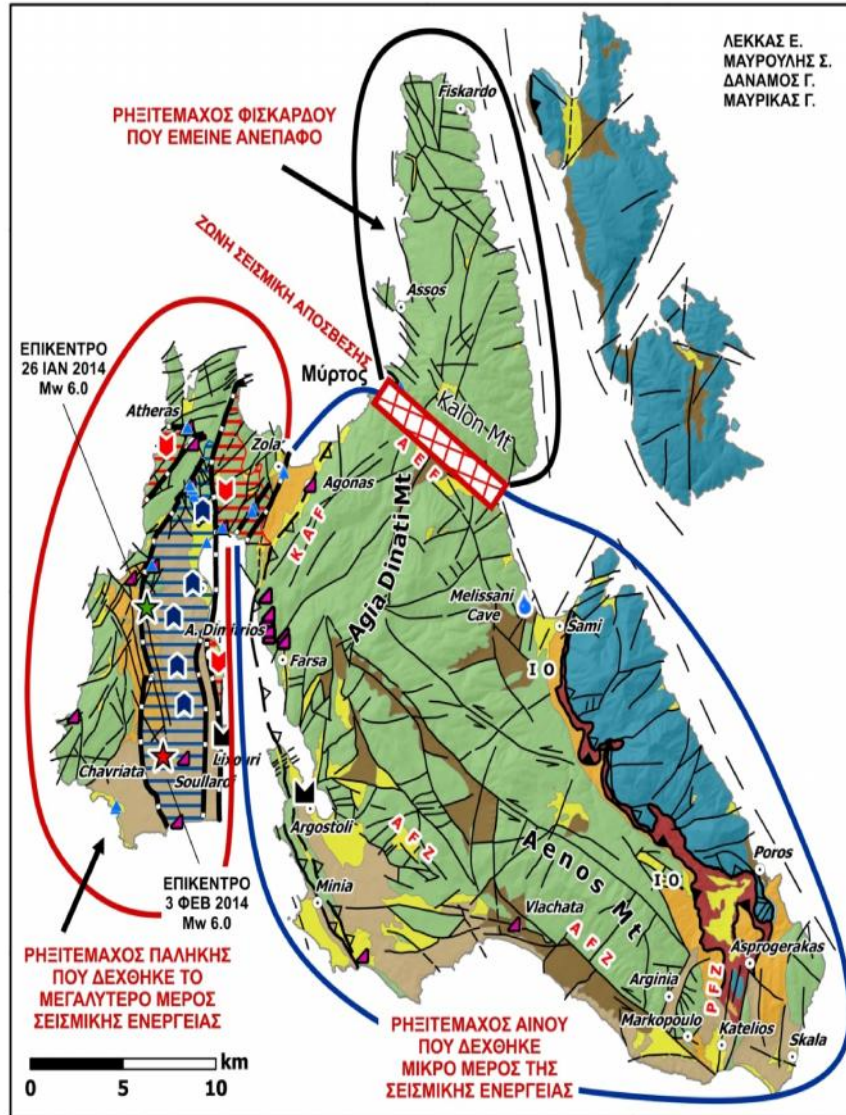 ΛΕΚΚΑΣ Ε.
ΜΑΥΡΟΥΛΗΣ Σ.
ΔΑΝΑΜΟΣ Γ.
ΜΑΥΡΙΚΑΣ Γ.
ΡΗΞΙΤΕΜΑΧΟΣ ΦΙΣΚΑΡΔΟΥ
ΠΟΥ ΕΜΕΙΝΕ ΑΝΕΠΑΦΟ
Fiskardo
ΖΩΝΗ ΣΕΙΣΜΙΚΗ ΑΠΟΣΒΕΣΗΣ
Assos
ΕΠΙΚΕΝΤΡΟ
26 ΙΑΝ 2014
Mw 6.0
Μύρτος
Kalon Mt
Atheras
Zola
AEF
Agonas
KAF
Agia Dinati Mt
Melissani
Cave
Sami
A. Dimitrios
Farsa
IO
Chavriata
Soullaroi
Lixouri
Argostoli
AFZ
Aenos Mt
Poros
IO
Minia
Vlachata
AFZ
Asprogerakas
ΕΠΙΚΕΝΤΡΟ
3 ΦΕΒ 2014
Mw 6.0
Arginia
PFZ
Markopoulo
Katelios
Skala
ΡΗΞΙΤΕΜΑΧΟΣ ΠΑΛΗΚΗΣ
ΠΟΥ ΔΕΧΘΗΚΕ ΤΟ
ΜΕΓΑΛΥΤΕΡΟ ΜΕΡΟΣ
ΣΕΙΣΜΙΚΗΣ ΕΝΕΡΓΕΙΑΣ
ΡΗΞΙΤΕΜΑΧΟΣ ΑΙΝΟΥ
ΠΟΥ ΔΕΧΘΗΚΕ
ΜΙΚΡΟ ΜΕΡΟΣ ΤΗΣ
ΣΕΙΣΜΙΚΗΣ ΕΝΕΡΓΕΙΑΣ
km
0 5 10